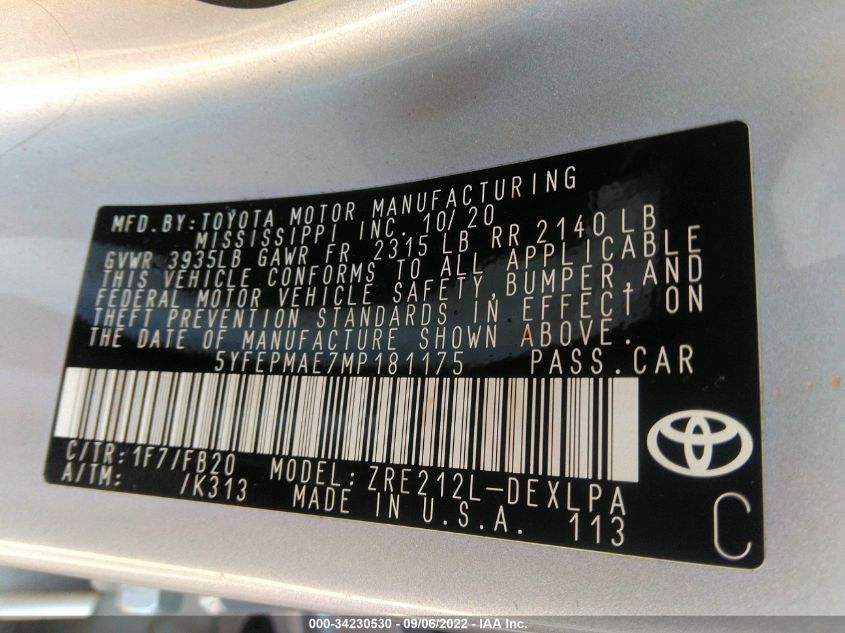 MFD.BY:TOYOTA MOTOR MANUFACTURING
MISSISSIPPI INC. 10/20
GVWR 3935LB GAWR FR 2315 LB RR 2140 LB
THIS VEHICLE CONFORMS TO ALL APPLICABLE
FEDERAL MOTOR VEHICLE SAFETY,BUMPER,AND
THEFT PREVENTION STANDARDS IN EFFECT ON
THE DATE OF MANUFACTURE SHOWN ABOVE.
5YFEPMAE7MP181175 PASS.CAR
C/TR:1F7/FB20 MODEL:ZRE212L-DEXLPA
A/TM: /K313 MADE IN U.S.A. 113
C
000-34230530 - 09/06/2022 - IAA Inc.